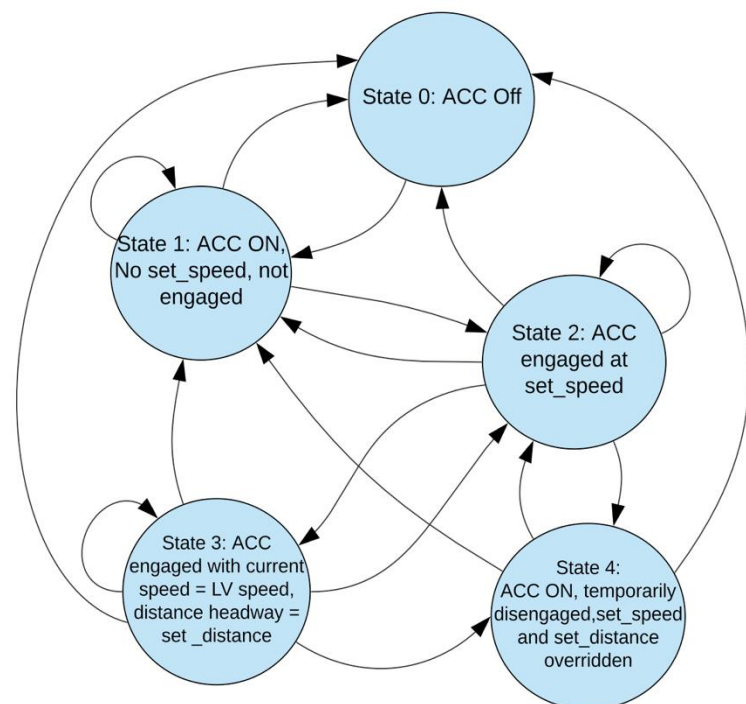 State 0: ACC Off
State 1: ACC ON,
No set_speed, not
engaged
State 2: ACC
engaged at
set_speed
State 3: ACC
engaged with current
speed = LV speed,
distance headway =
set _distance
State 4:
ACC ON, temporarily
disengaged,set_speed
and set_distance
overridden